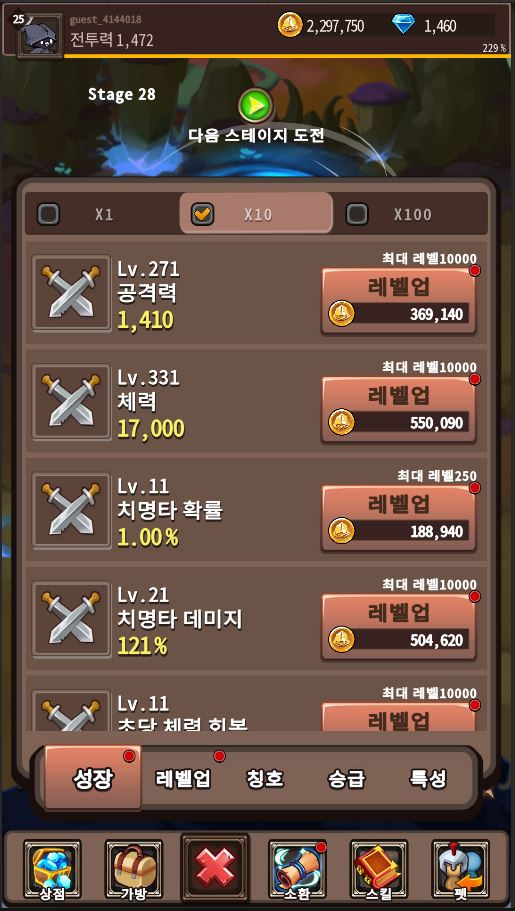 25
guest_4144018
전투력 1,472
2,297,750
1,460
229 %
Stage 28
다음 스테이지 도전
X1
X10
X100
Lv.271
공격력
1,410
최대 레벨10000
레벨업
369,140
Lv.331
체력
17,000
최대 레벨10000
레벨업
550,090
Lv.11
치명타 확률
1.00%
최대 레벨250
레벨업
188,940
Lv.21
치명타 데미지
121%
최대 레벨10000
레벨업
504,620
Lv.11
초당 체력 회복
최대 레벨10000
레벨업
성장
레벨업
칭호
승급
특성
상점
가방
소환
스킬
펫